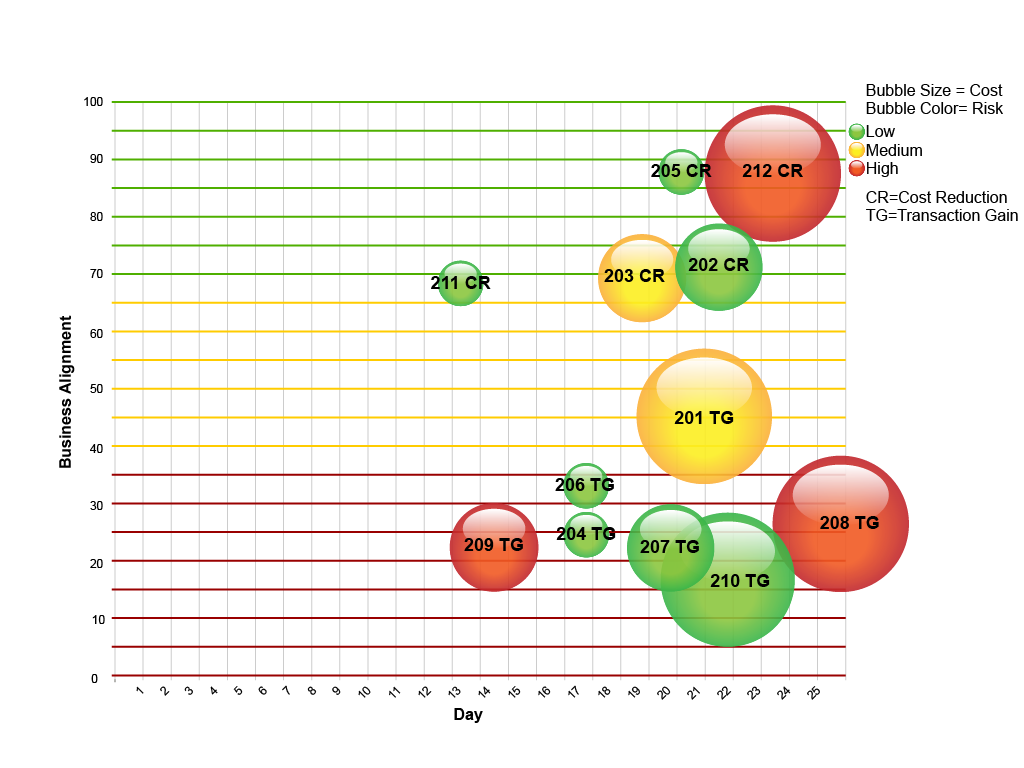 Bubble Size = Cost
Bubble Color= Risk
Low
Medium
High
CR=Cost Reduction
TG=Transaction Gain
100
90
80
70
60
50
40
30
20
10
0
Business Alignment
205 CR
212 CR
202 CR
203 CR
211 CR
201 TG
206 TG
208 TG
204 TG
209 TG
207 TG
210 TG
1 2 3 4 5 6 7 8 9 10 11 12 13 14 15 16 17 18 19 20 21 22 23 24 25
Day